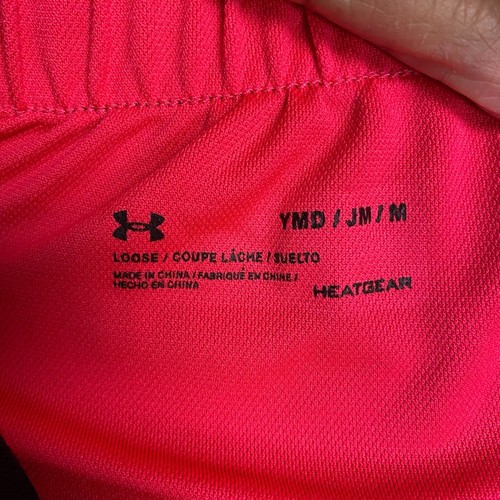 YMD / JM / M
LOOSE / COUPE LÂCHE / SUELTO
MADE IN CHINA / FABRIQUÉ EN CHINE /
HECHO EN CHINA
HEATGEAR